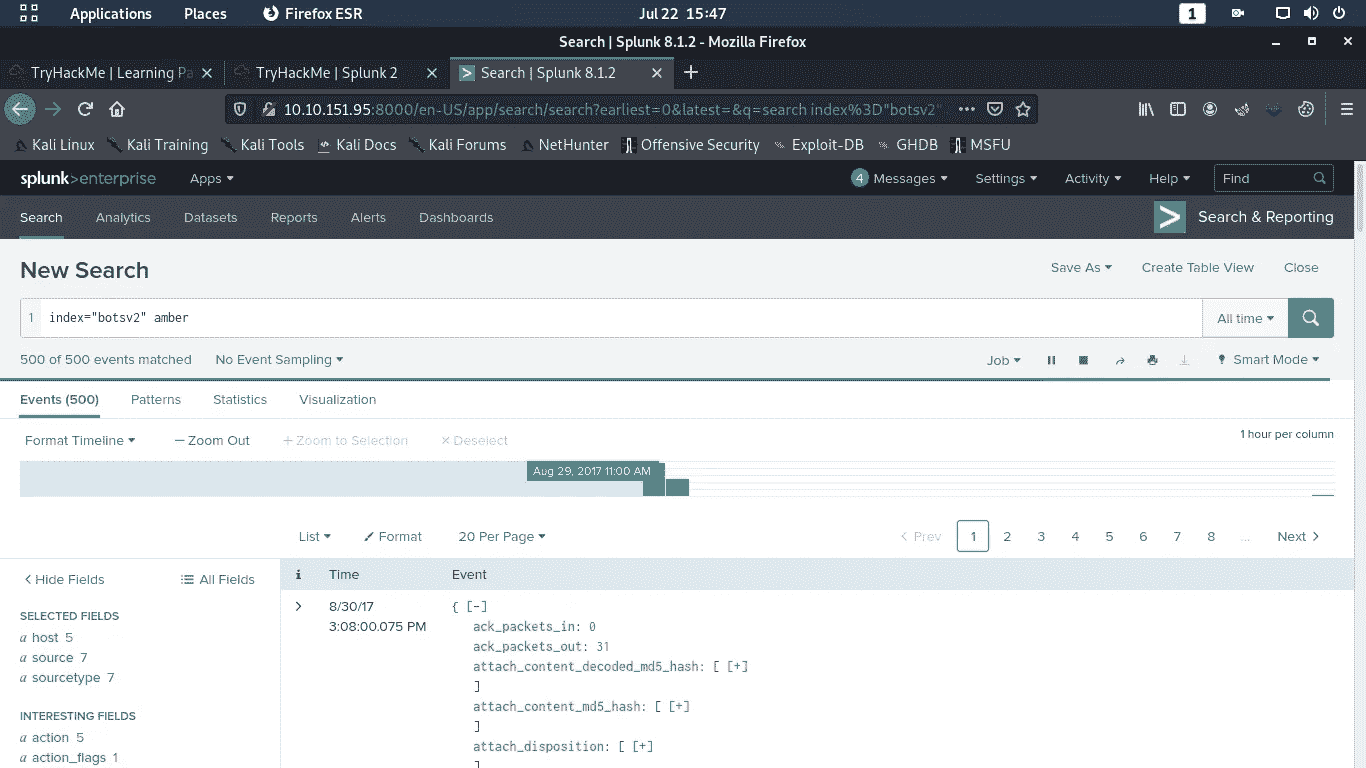 Applications Places Firefox ESR Jul 22 15:47 1
Search | Splunk 8.1.2 - Mozilla Firefox
TryHackMe | Learning Pa TryHackMe | Splunk 2 Search | Splunk 8.1.2
10.10.151.95:8000/en-US/app/search/search?earliest=0&latest=&q=search index%3D"botsv2"
Kali Linux Kali Training Kali Tools Kali Docs Kali Forums NetHunter Offensive Security Exploit-DB GHDB MSFU
splunk>enterprise Apps 4 Messages Settings Activity Help Find
Search Analytics Datasets Reports Alerts Dashboards Search & Reporting
New Search Save As Create Table View Close
1 index="botsv2" amber All time
500 of 500 events matched No Event Sampling Job Smart Mode
Events (500) Patterns Statistics Visualization
Format Timeline — Zoom Out + Zoom to Selection × Deselect 1 hour per column
Aug 29, 2017 11:00 AM
List Format 20 Per Page < Prev 1 2 3 4 5 6 7 8 ... Next >
< Hide Fields All Fields i Time Event
SELECTED FIELDS
a host 5
a source 7
a sourcetype 7
INTERESTING FIELDS
a action 5
a action_flags 1
> 8/30/17 { [-]
3:08:00.075 PM ack_packets_in: 0
ack_packets_out: 31
attach_content_decoded_md5_hash: [ [+]
]
attach_content_md5_hash: [ [+]
]
attach_disposition: [ [+]
]